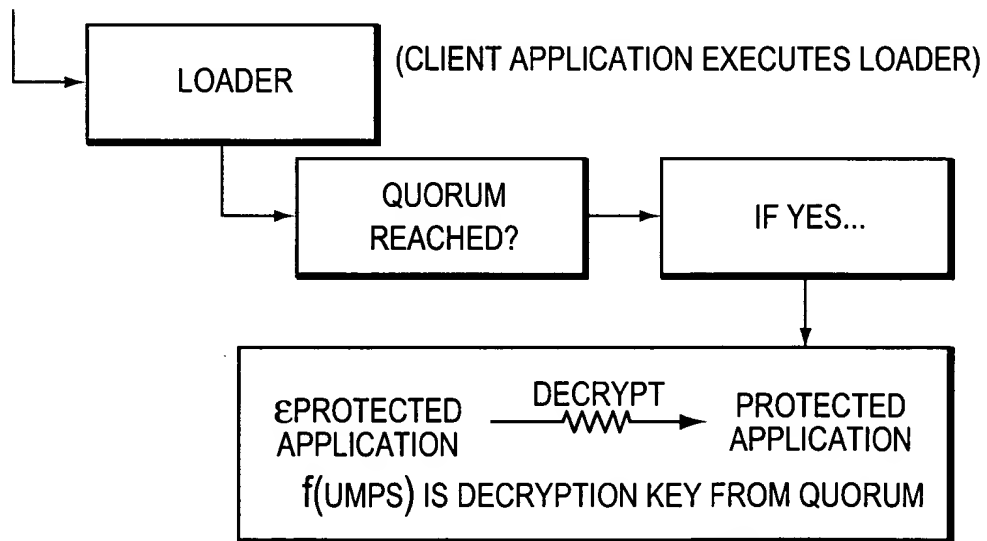 LOADER
(CLIENT APPLICATION EXECUTES LOADER)
QUORUM
REACHED?
IF YES...
εPROTECTED
APPLICATION
DECRYPT
PROTECTED
APPLICATION
f(UMPS) IS DECRYPTION KEY FROM QUORUM